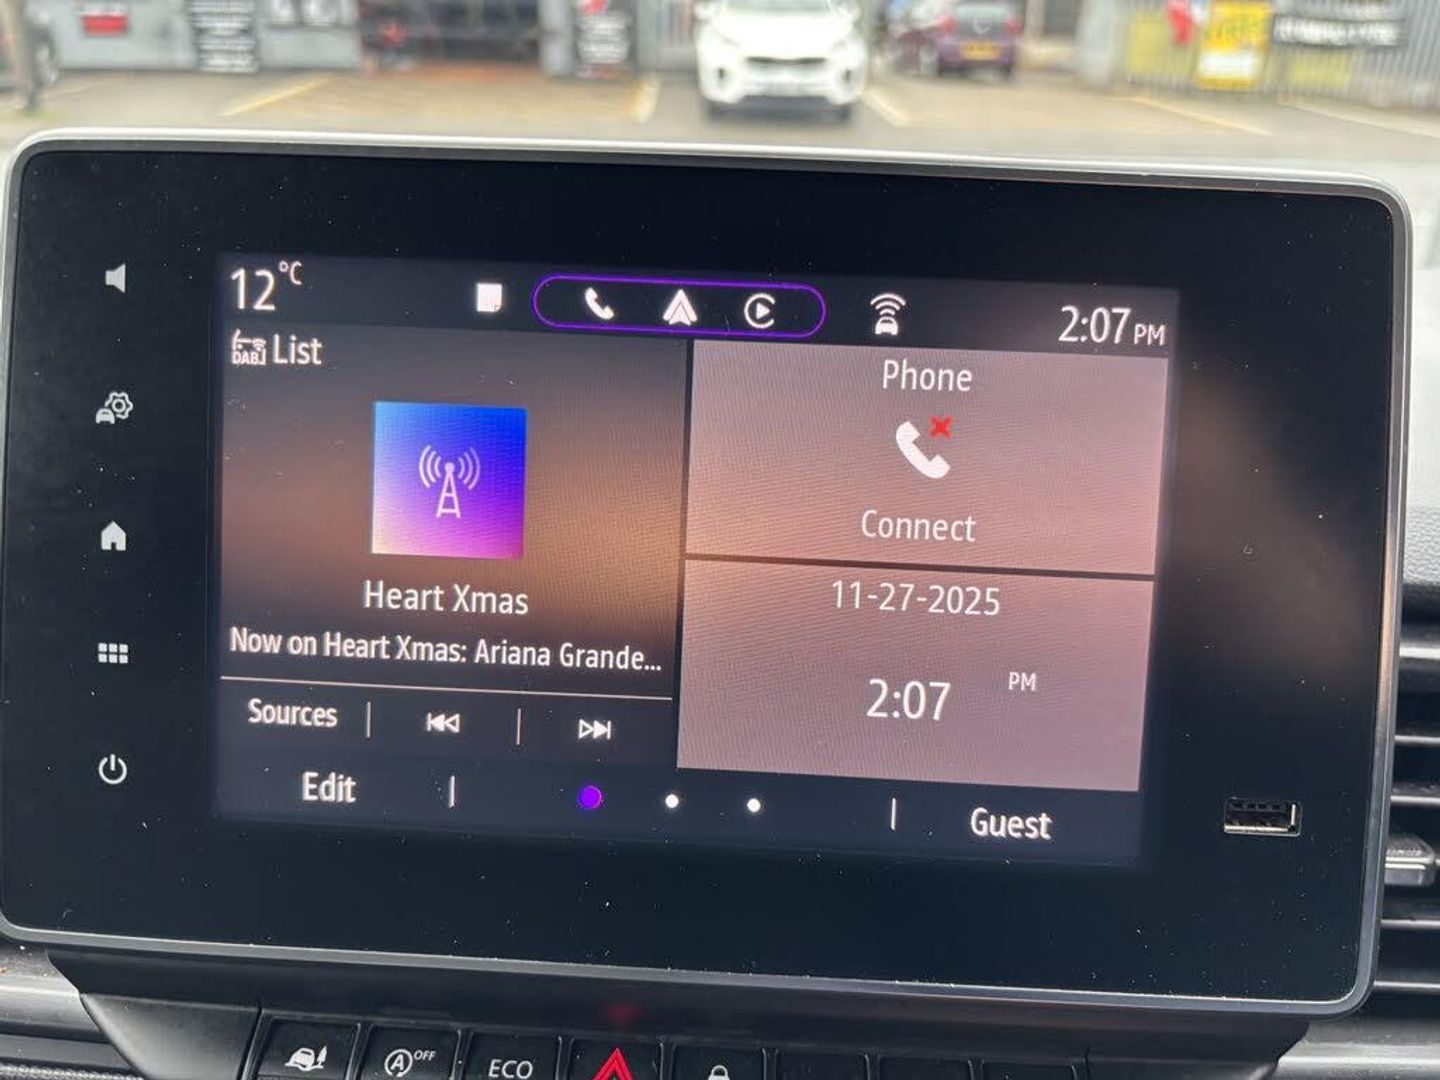 12°C
2:07 PM
DAB List
Phone
Connect
Heart Xmas
Now on Heart Xmas: Ariana Grande...
11-27-2025
2:07 PM
Sources
Edit
Guest
A OFF
ECO